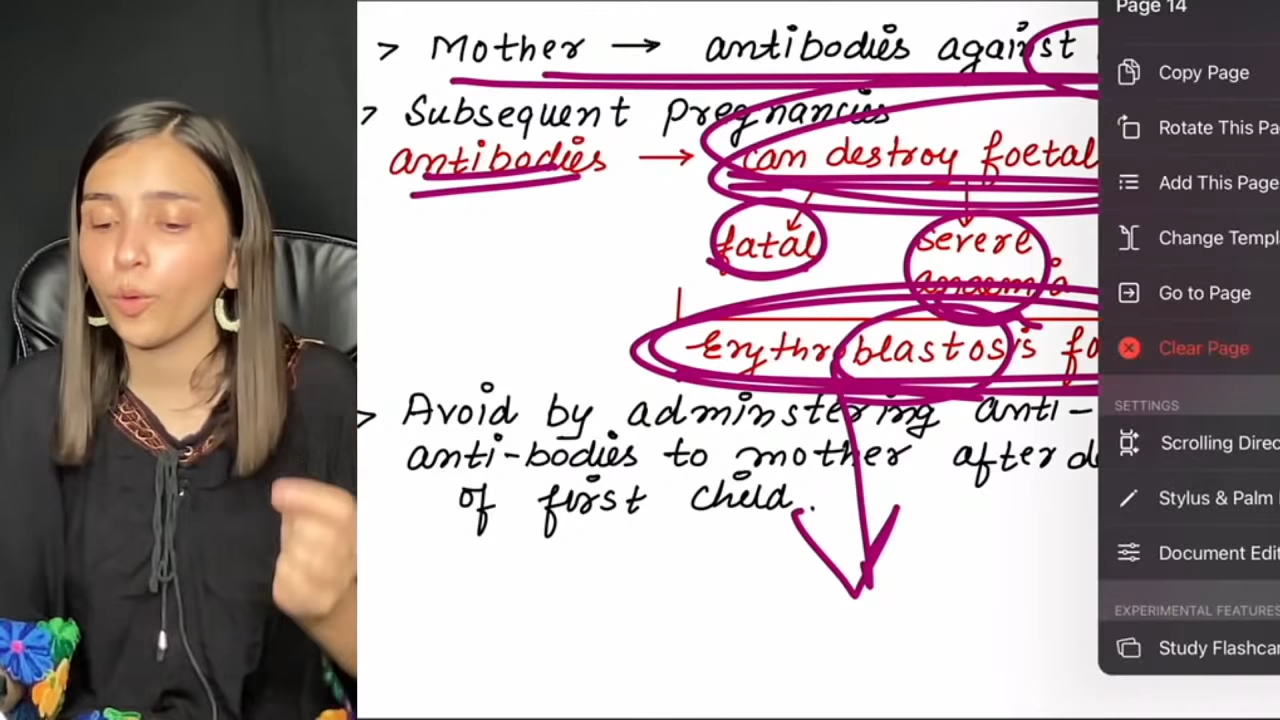 > Mother → antibodies against
> Subsequent pregnancies
antibodies → can destroy foetal
fatal severe
anaemia
Erythroblastosis fo
> Avoid by adminstering anti-
anti-bodies to mother after de
of first child.
Page 14
Copy Page
Rotate This Pa
Add This Page
Change Templ
Go to Page
Clear Page
SETTINGS
Scrolling Direc
Stylus & Palm
Document Edit
EXPERIMENTAL FEATURES
Study Flashcar